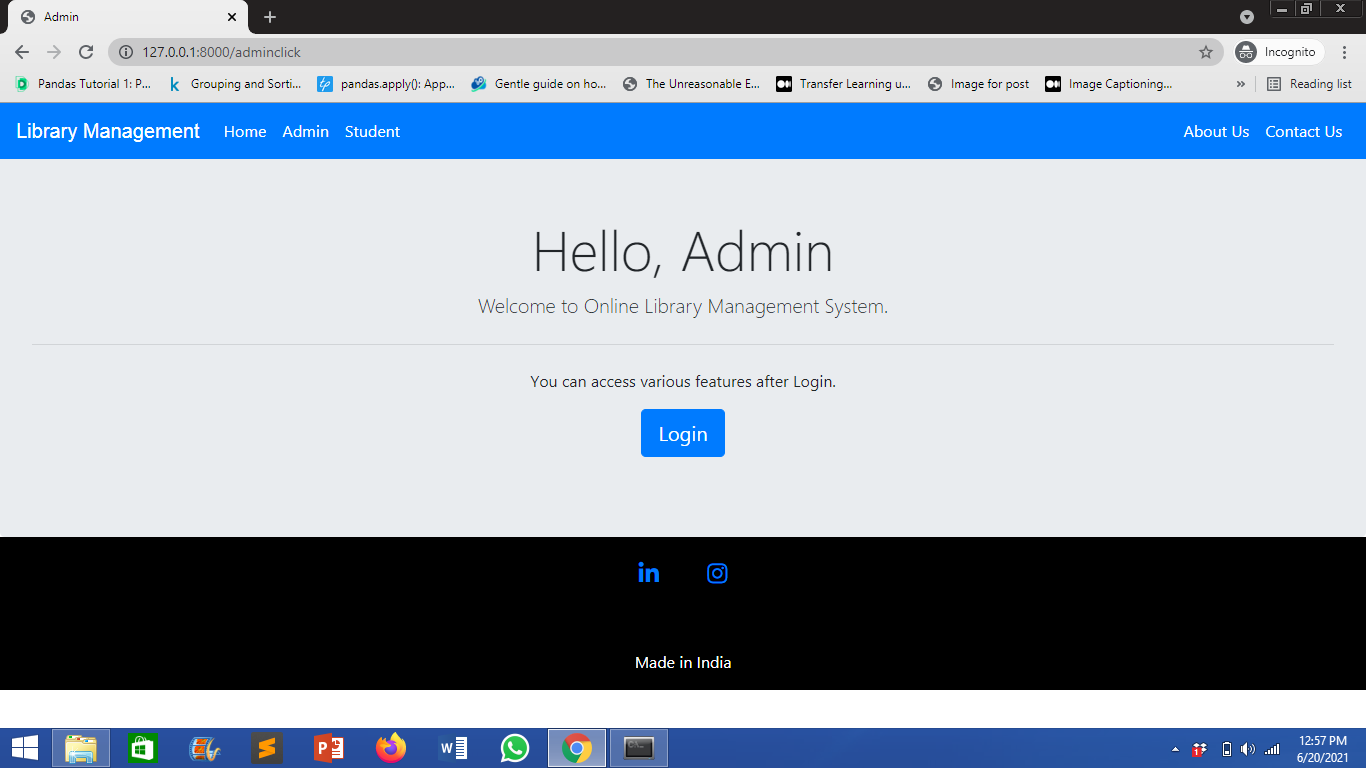 Admin
127.0.0.1:8000/adminclick
Incognito
Pandas Tutorial 1: P... Grouping and Sorti... pandas.apply(): App... Gentle guide on ho... The Unreasonable E... Transfer Learning u... Image for post Image Captioning... » Reading list
Library Management Home Admin Student About Us Contact Us
Hello, Admin
Welcome to Online Library Management System.
You can access various features after Login.
Login
in
Made in India
12:57 PM
6/20/2021